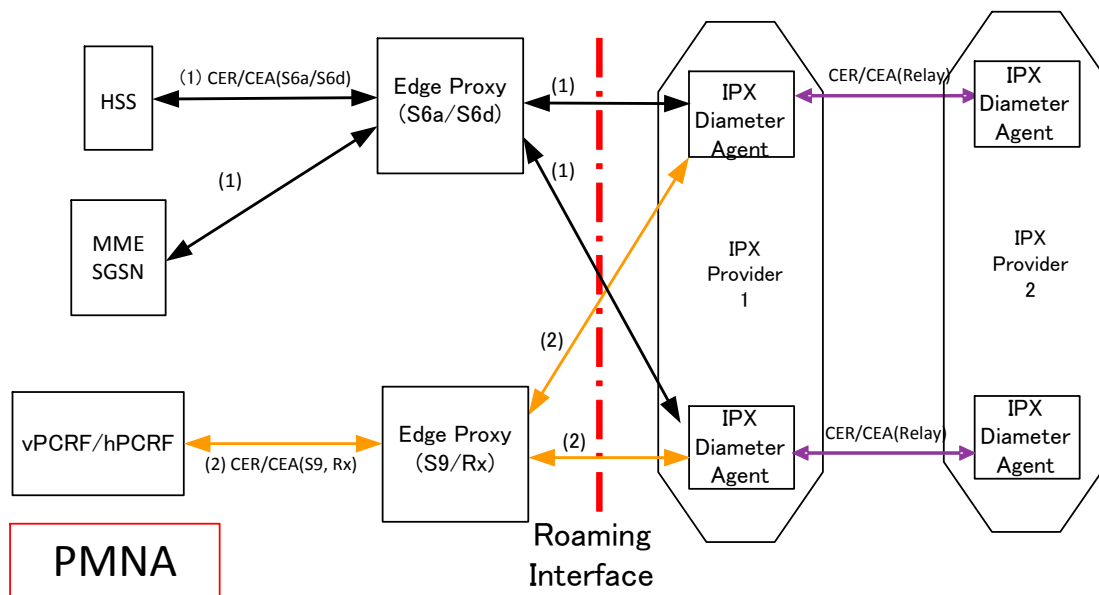 HSS
(1) CER/CEA(S6a/S6d)
Edge Proxy
(S6a/S6d)
(1)
IPX
Diameter
Agent
CER/CEA(Relay)
IPX
Diameter
Agent
(1)
(1)
MME
SGSN
IPX
Provider
1
IPX
Provider
2
(2)
vPCRF/hPCRF
(2) CER/CEA(S9, Rx)
Edge Proxy
(S9/Rx)
(2)
IPX
Diameter
Agent
CER/CEA(Relay)
IPX
Diameter
Agent
PMNA
Roaming
Interface